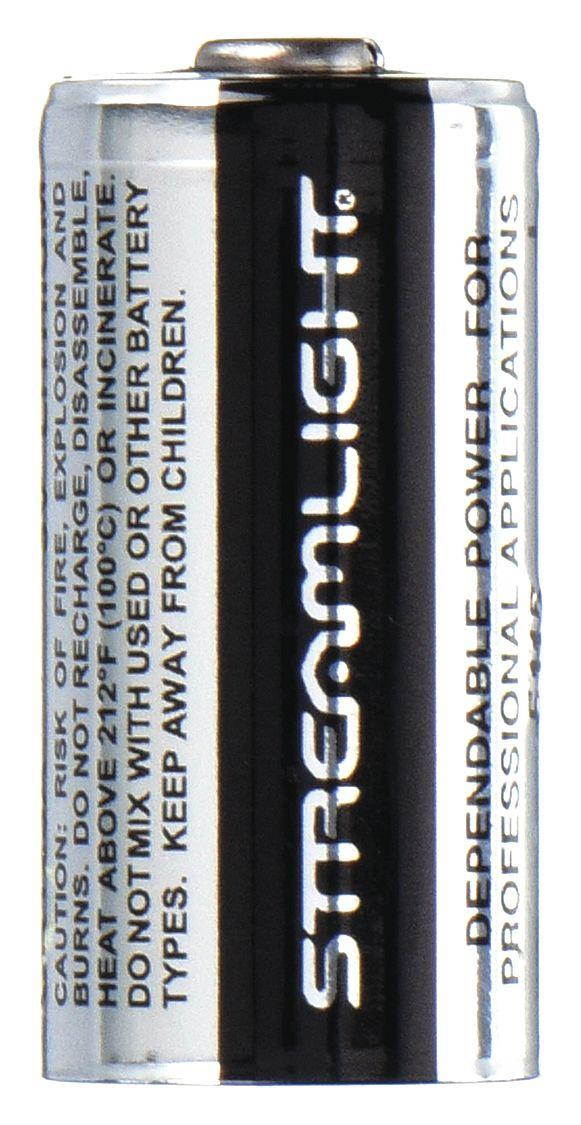 CAUTION: RISK OF FIRE, EXPLOSION AND
BURNS. DO NOT RECHARGE, DISASSEMBLE,
HEAT ABOVE 212°F (100°C) OR INCINERATE.
DO NOT MIX WITH USED OR OTHER BATTERY
TYPES. KEEP AWAY FROM CHILDREN.
STREAMLIGHT®
DEPENDABLE POWER FOR
PROFESSIONAL APPLICATIONS